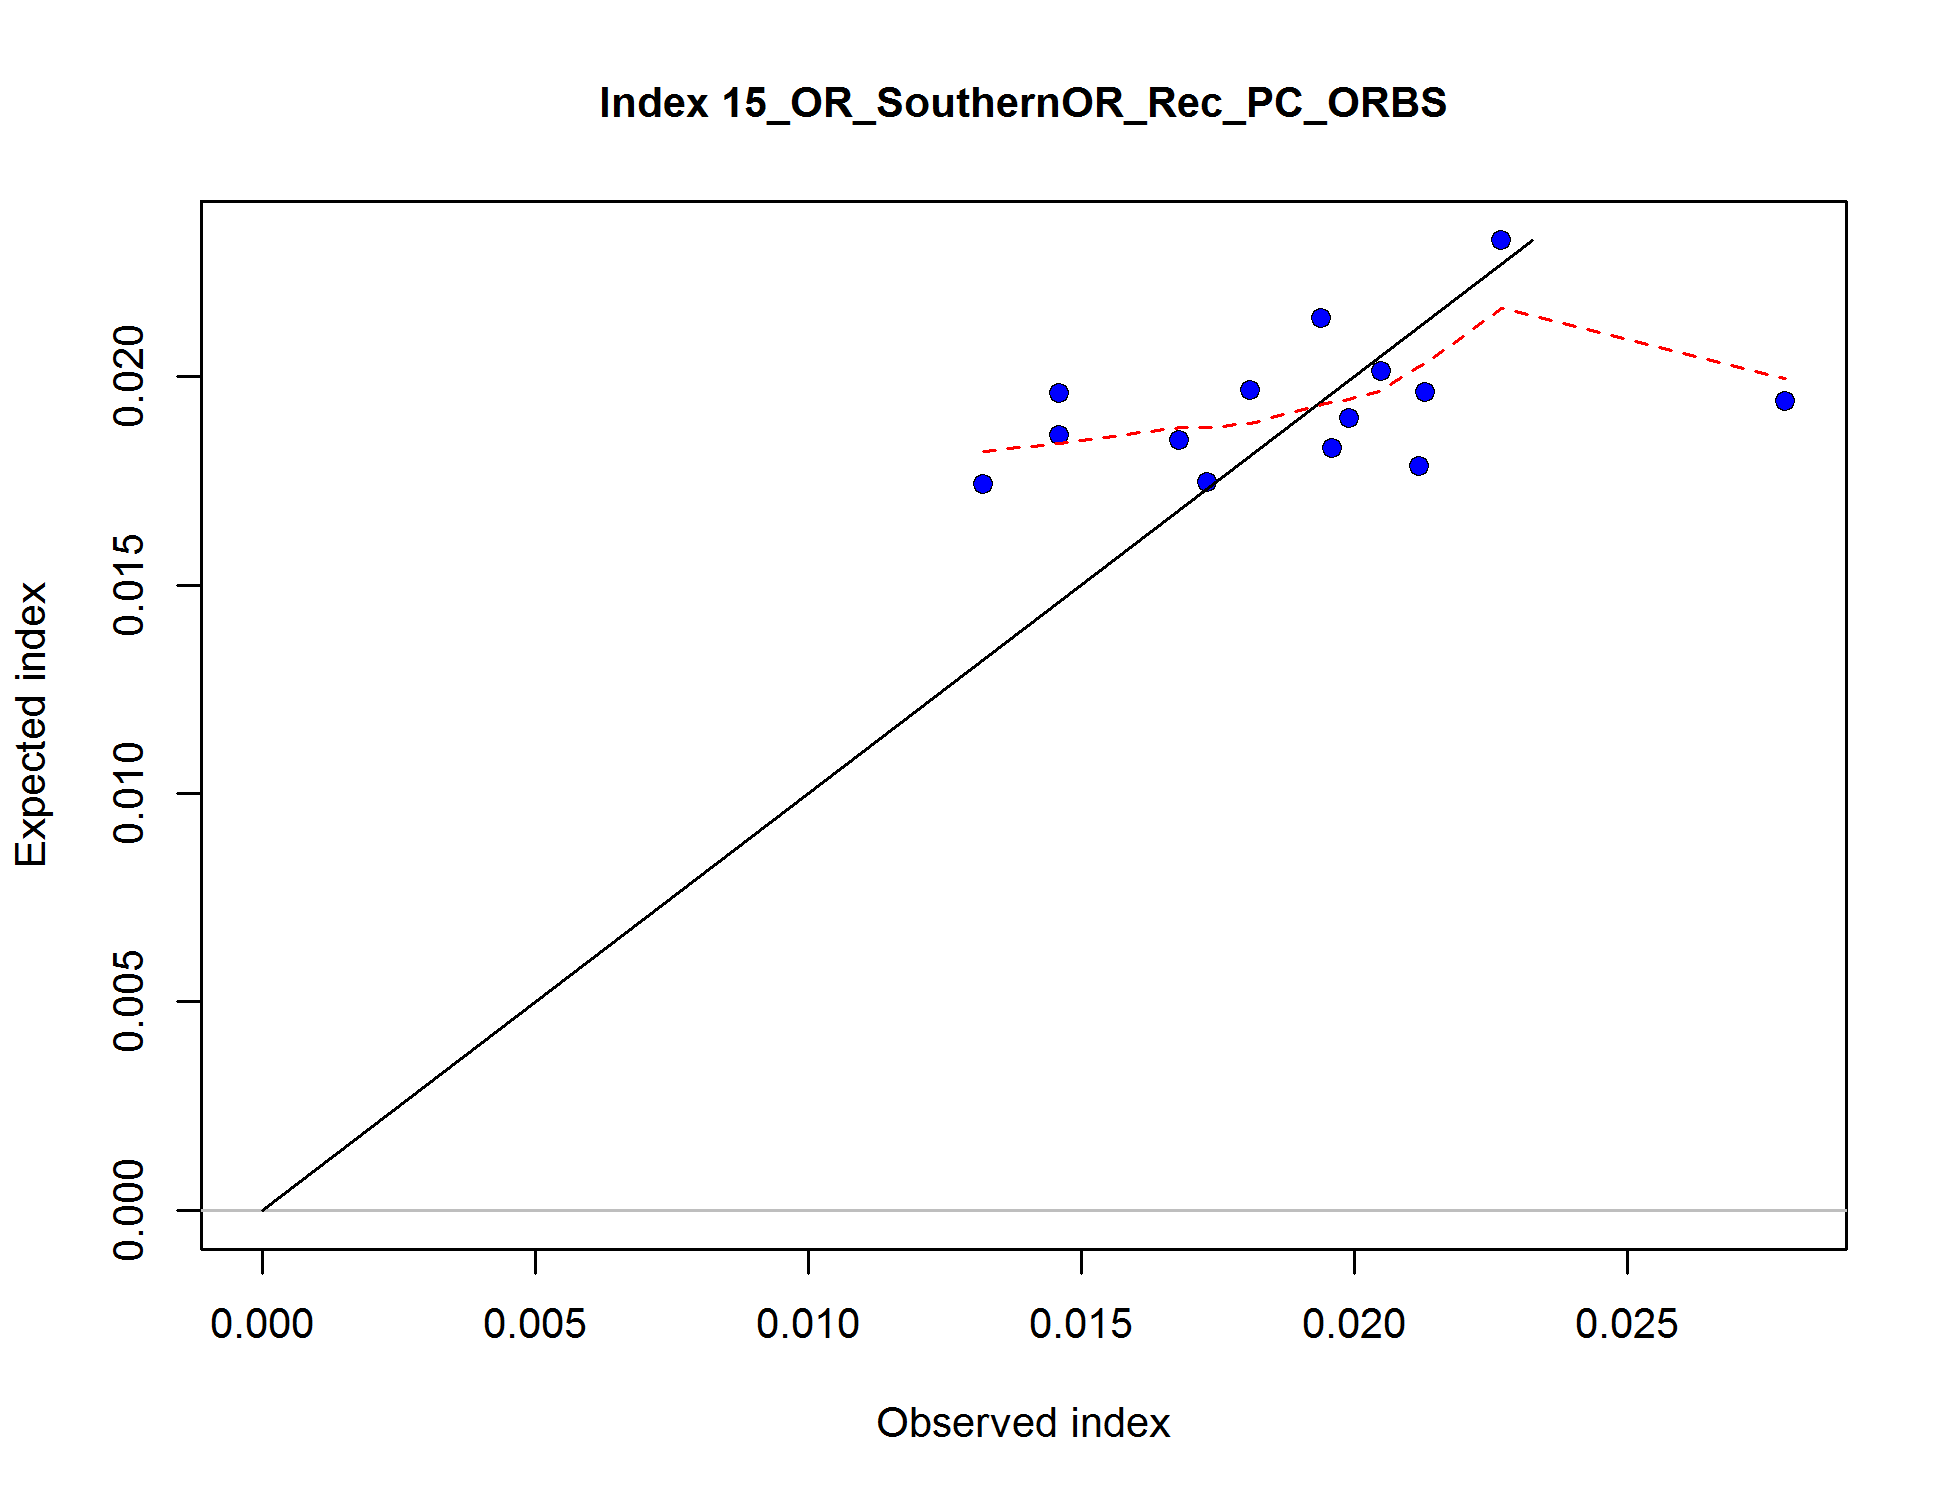 Index 15_OR_SouthernOR_Rec_PC_ORBS
Expected index
0.020
0.015
0.010
0.005
0.000
0.000 0.005 0.010 0.015 0.020 0.025
Observed index